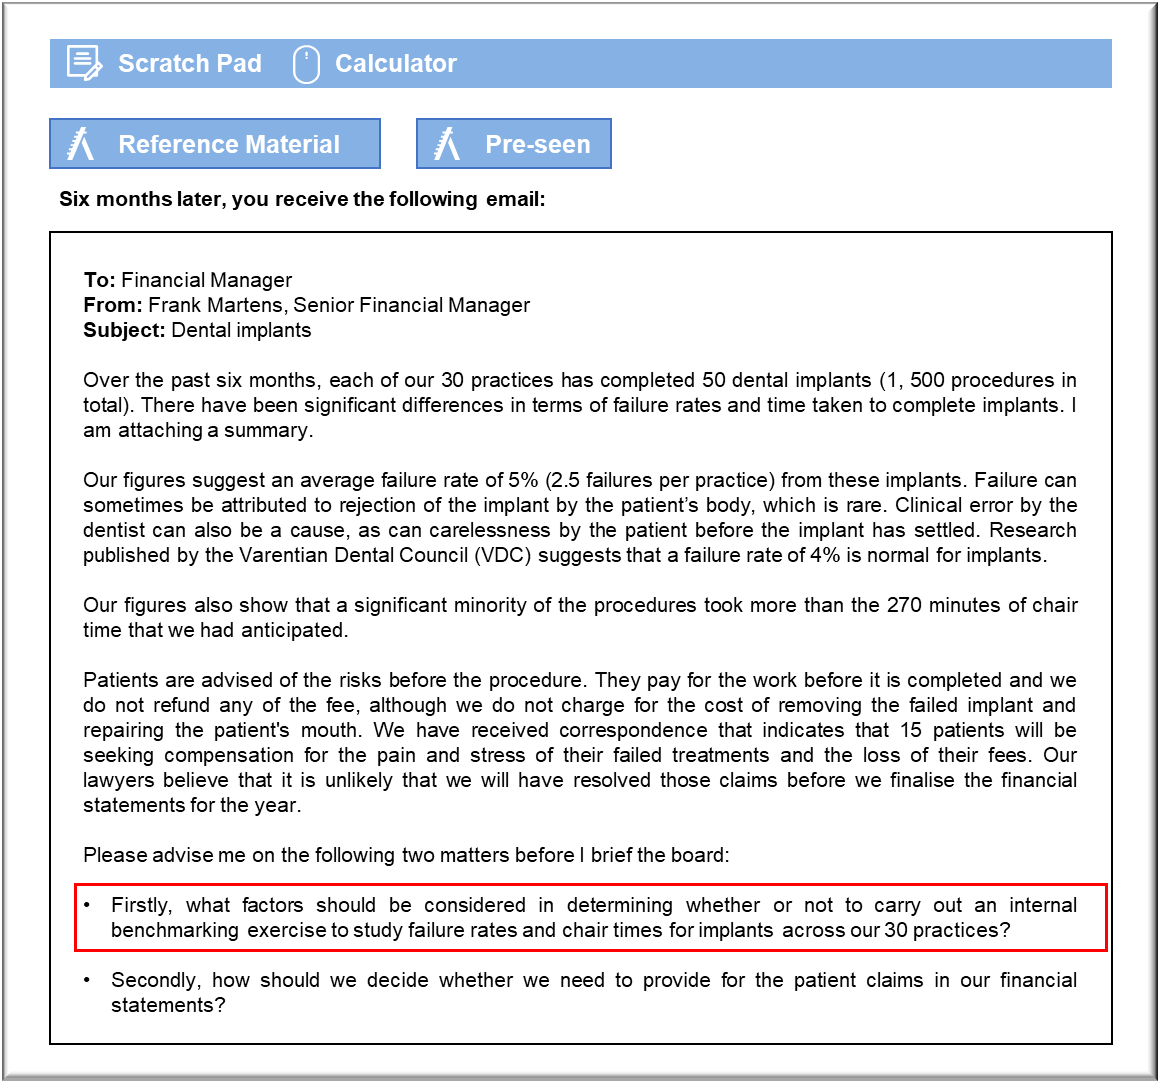 Scratch Pad Calculator
Reference Material Pre-seen
Six months later, you receive the following email:
To: Financial Manager
From: Frank Martens, Senior Financial Manager
Subject: Dental implants
Over the past six months, each of our 30 practices has completed 50 dental implants (1, 500 procedures in
total). There have been significant differences in terms of failure rates and time taken to complete implants. I
am attaching a summary.
Our figures suggest an average failure rate of 5% (2.5 failures per practice) from these implants. Failure can
sometimes be attributed to rejection of the implant by the patient’s body, which is rare. Clinical error by the
dentist can also be a cause, as can carelessness by the patient before the implant has settled. Research
published by the Varentian Dental Council (VDC) suggests that a failure rate of 4% is normal for implants.
Our figures also show that a significant minority of the procedures took more than the 270 minutes of chair
time that we had anticipated.
Patients are advised of the risks before the procedure. They pay for the work before it is completed and we
do not refund any of the fee, although we do not charge for the cost of removing the failed implant and
repairing the patient's mouth. We have received correspondence that indicates that 15 patients will be
seeking compensation for the pain and stress of their failed treatments and the loss of their fees. Our
lawyers believe that it is unlikely that we will have resolved those claims before we finalise the financial
statements for the year.
Please advise me on the following two matters before I brief the board:
• Firstly, what factors should be considered in determining whether or not to carry out an internal
benchmarking exercise to study failure rates and chair times for implants across our 30 practices?
• Secondly, how should we decide whether we need to provide for the patient claims in our financial
statements?